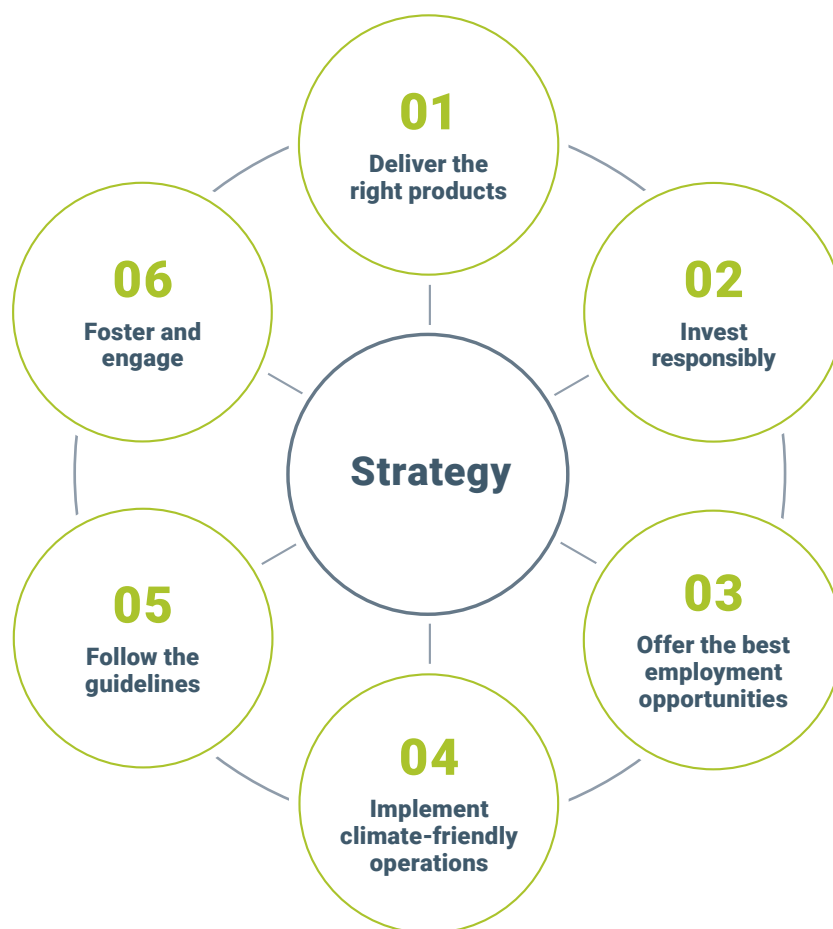 01
Deliver the
right products
02
Invest
responsibly
03
Offer the best
employment
opportunities
04
Implement
climate-friendly
operations
05
Follow the
guidelines
06
Foster and
engage
Strategy